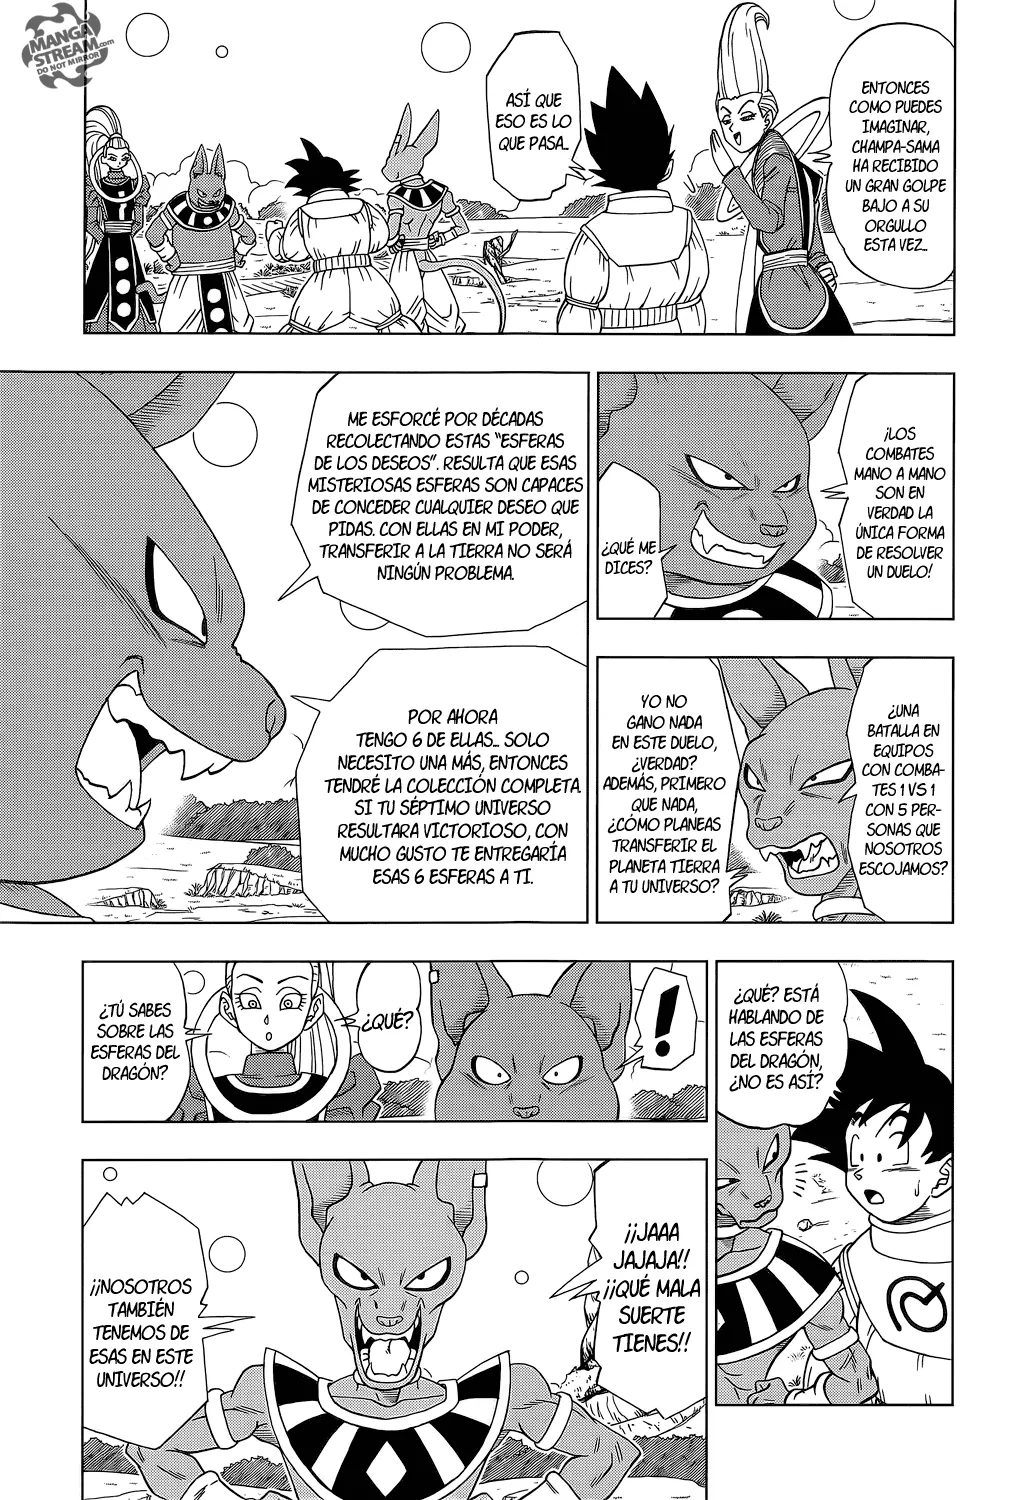 MANGA
STREAM.com
DO NOT MIRROR
ENTONCES
COMO PUEDES
IMAGINAR,
CHAMPA-SAMA
HA RECIBIDO
UN GRAN GOLPE
BAJO A SU
ORGULLO
ESTA VEZ...
ASÍ QUE
ESO ES LO
QUE PASA...
¡LOS
COMBATES
MANO A MANO
SON EN
VERDAD LA
ÚNICA FORMA
DE RESOLVER
UN DUELO!
¿QUÉ ME
DICES?
¿UNA
BATALLA EN
EQUIPOS
CON COMBA-
TES 1 VS 1
CON 5 PER-
SONAS QUE
NOSOTROS
ESCOJAMOS?
YO NO
GANO NADA
EN ESTE DUELO,
¿VERDAD?
ADEMÁS, PRIMERO
QUE NADA,
¿CÓMO PLANEAS
TRANSFERIR EL
PLANETA TIERRA
A TU UNIVERSO?
ME ESFORCÉ POR DÉCADAS
RECOLECTANDO ESTAS "ESFERAS
DE LOS DESEOS". RESULTA QUE ESAS
MISTERIOSAS ESFERAS SON CAPACES
DE CONCEDER CUALQUIER DESEO QUE
PIDAS. CON ELLAS EN MI PODER,
TRANSFERIR A LA TIERRA NO SERÁ
NINGÚN PROBLEMA.
POR AHORA
TENGO 6 DE ELLAS... SOLO
NECESITO UNA MÁS, ENTONCES
TENDRÉ LA COLECCIÓN COMPLETA.
SI TU SÉPTIMO UNIVERSO
RESULTARA VICTORIOSO, CON
MUCHO GUSTO TE ENTREGARÍA
ESAS 6 ESFERAS A TI.
¿QUÉ? ESTÁ
HABLANDO DE
LAS ESFERAS
DEL DRAGÓN,
¿NO ES ASÍ?
!
¿QUÉ?
¿TÚ SABES
SOBRE LAS
ESFERAS DEL
DRAGÓN?
¡¡JAAA
JAJAJA!!
¡¡QUÉ MALA
SUERTE
TIENES!!
¡¡NOSOTROS
TAMBIÉN
TENEMOS DE
ESAS EN ESTE
UNIVERSO!!